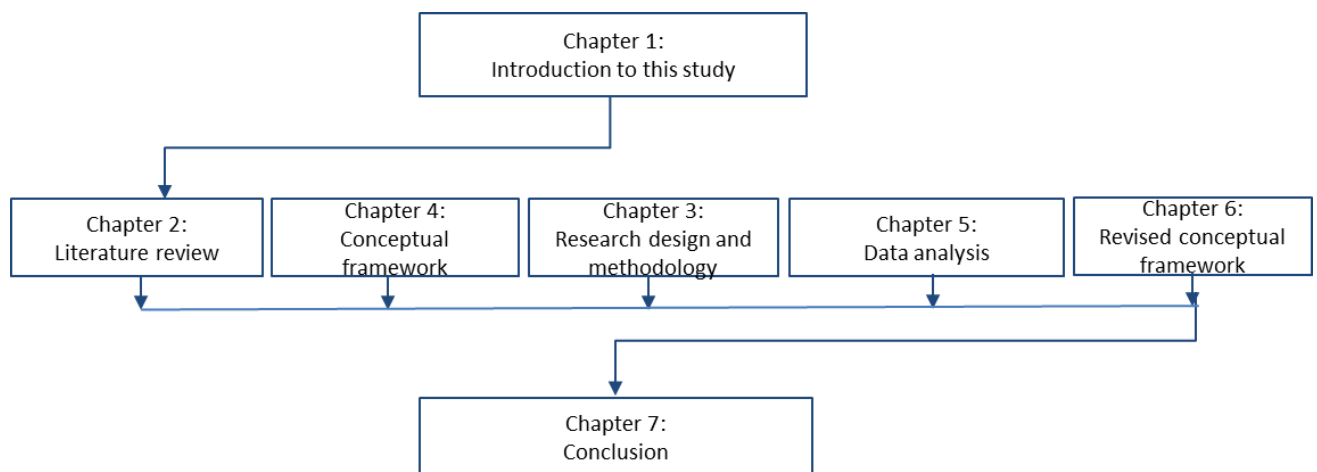 Chapter 1:
Introduction to this study
Chapter 2:
Literature review
Chapter 4:
Conceptual
framework
Chapter 3:
Research design and
methodology
Chapter 5:
Data analysis
Chapter 6:
Revised conceptual
framework
Chapter 7:
Conclusion